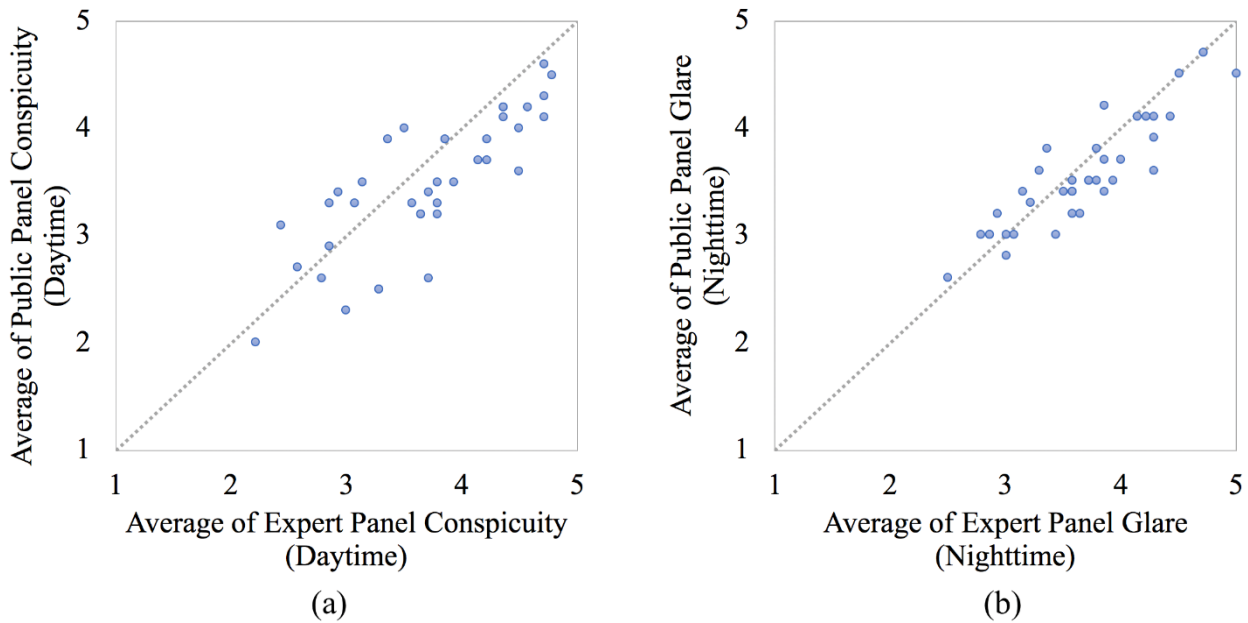 Average of Public Panel Conspicuity
(Daytime)
5
4
3
2
1
1 2 3 4 5
Average of Expert Panel Conspicuity
(Daytime)
(a)
Average of Public Panel Glare
(Nighttime)
5
4
3
2
1
1 2 3 4 5
Average of Expert Panel Glare
(Nighttime)
(b)